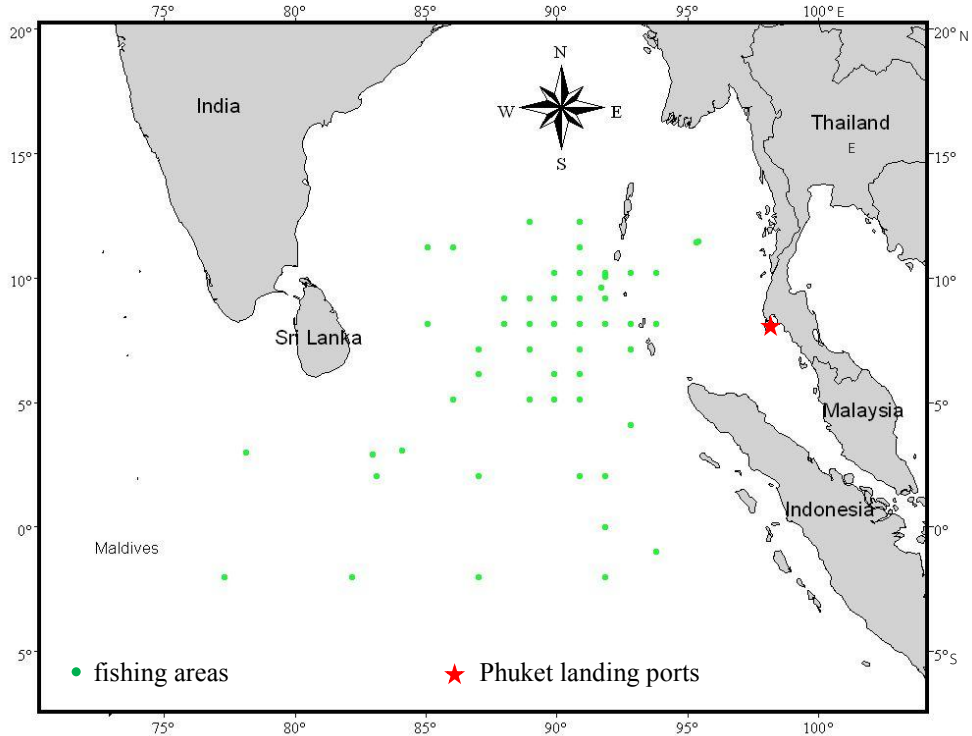 75° 80° 85° 90° 95° 100° E
20° 20° N
N
India
W E
Thailand
S
E
15° 15°
10° 10°
Sri Lanka
5° 5°
Malaysia
Indonesia
0° 0°
Maldives
5° 5° S
fishing areas Phuket landing ports
75° 80° 85° 90° 95° 100°